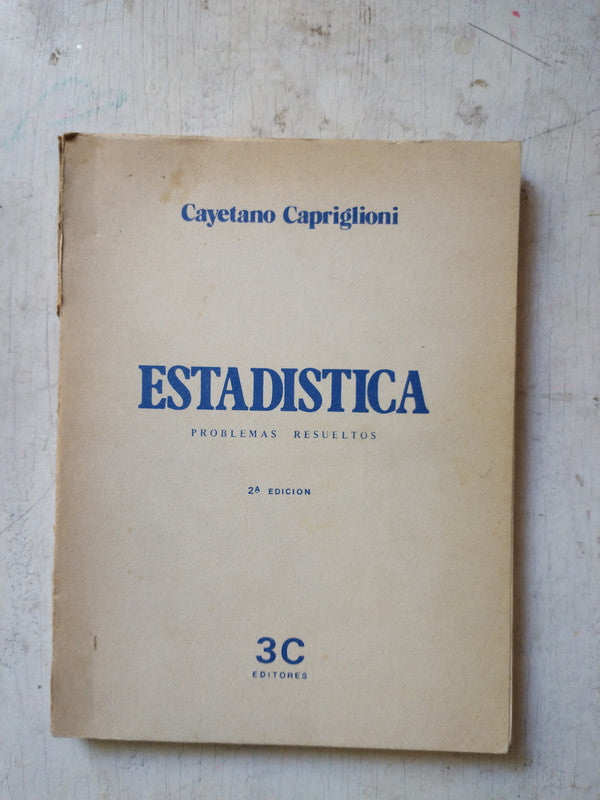 Cayetano Capriglioni
ESTADISTICA
PROBLEMAS RESUELTOS
2ª EDICION
3C
EDITORES